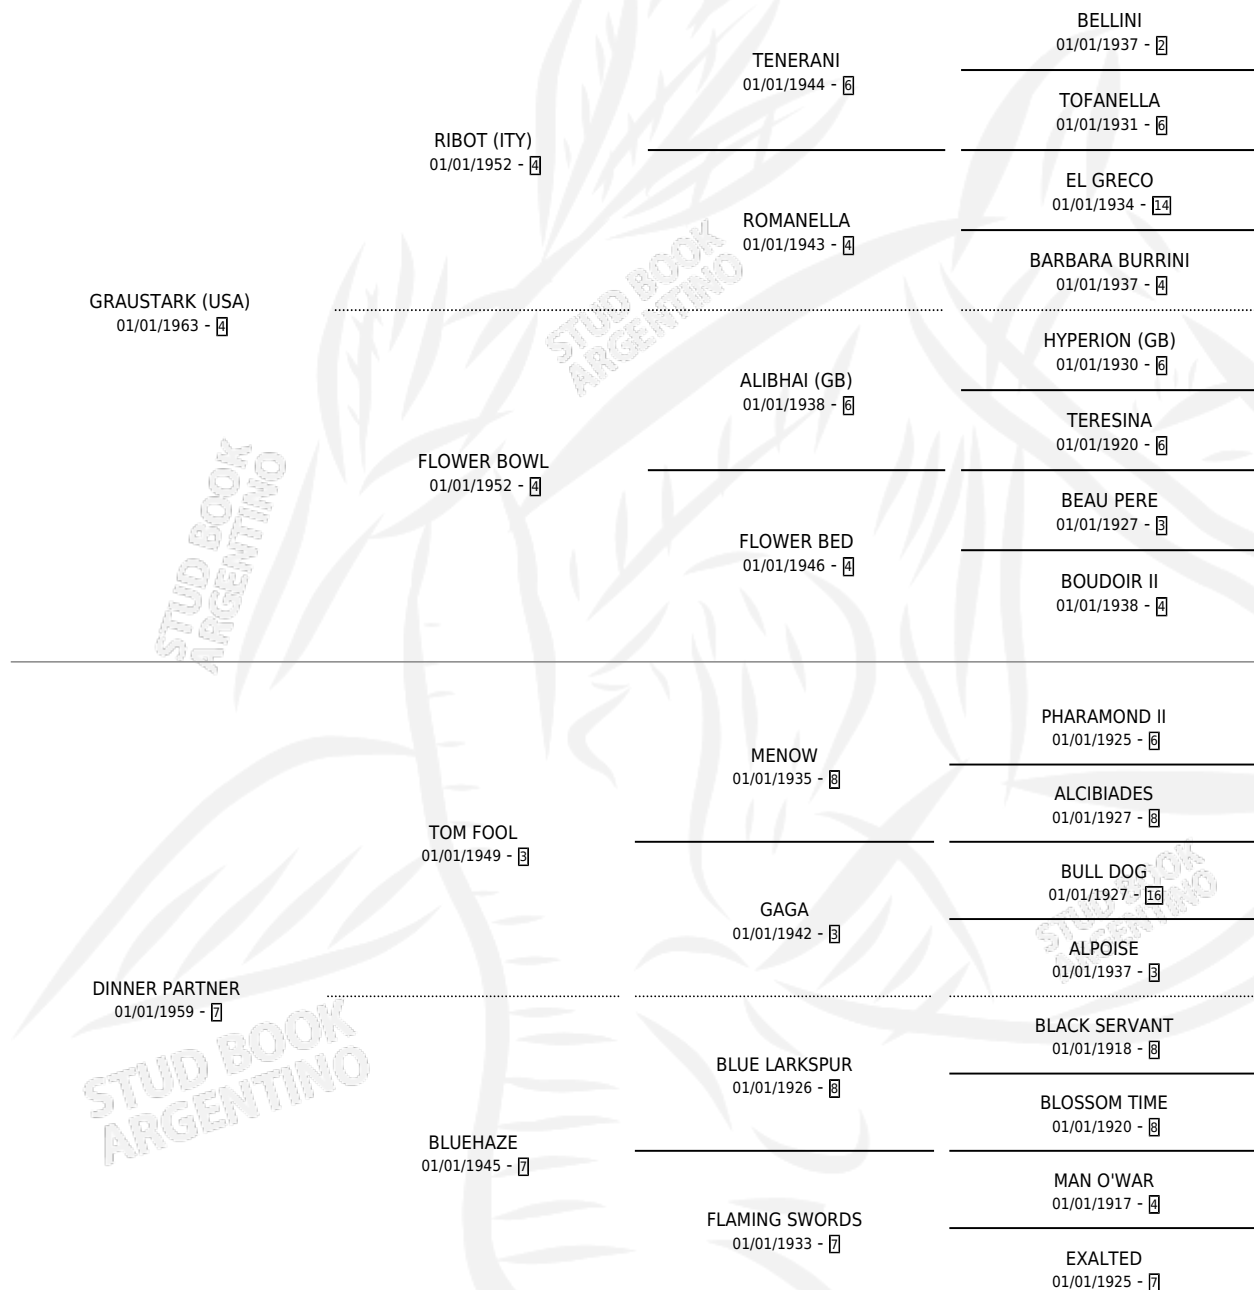 BELLINI
01/01/1937 - 2
TENERANI
01/01/1944 - 6
TOFANELLA
01/01/1931 - 6
RIBOT (ITY)
01/01/1952 - 4
EL GRECO
01/01/1934 - 14
ROMANELLA
01/01/1943 - 4
BARBARA BURRINI
01/01/1937 - 4
GRAUSTARK (USA)
01/01/1963 - 4
HYPERION (GB)
01/01/1930 - 6
ALIBHAI (GB)
01/01/1938 - 6
TERESINA
01/01/1920 - 6
FLOWER BOWL
01/01/1952 - 4
BEAU PERE
01/01/1927 - 3
FLOWER BED
01/01/1946 - 4
BOUDOIR II
01/01/1938 - 4
PHARAMOND II
01/01/1925 - 6
MENOW
01/01/1935 - 8
ALCIBIADES
01/01/1927 - 8
TOM FOOL
01/01/1949 - 3
BULL DOG
01/01/1927 - 16
GAGA
01/01/1942 - 3
ALPOISE
01/01/1937 - 3
DINNER PARTNER
01/01/1959 - 7
BLACK SERVANT
01/01/1918 - 8
BLUE LARKSPUR
01/01/1926 - 8
BLOSSOM TIME
01/01/1920 - 8
BLUEHAZE
01/01/1945 - 7
MAN O'WAR
01/01/1917 - 4
FLAMING SWORDS
01/01/1933 - 7
EXALTED
01/01/1925 - 7
STUD BOOK
ARGENTINO
STUD BOOK
ARGENTINO
STUD BOOK
ARGENTINO
STUD BOOK
ARGENTINO